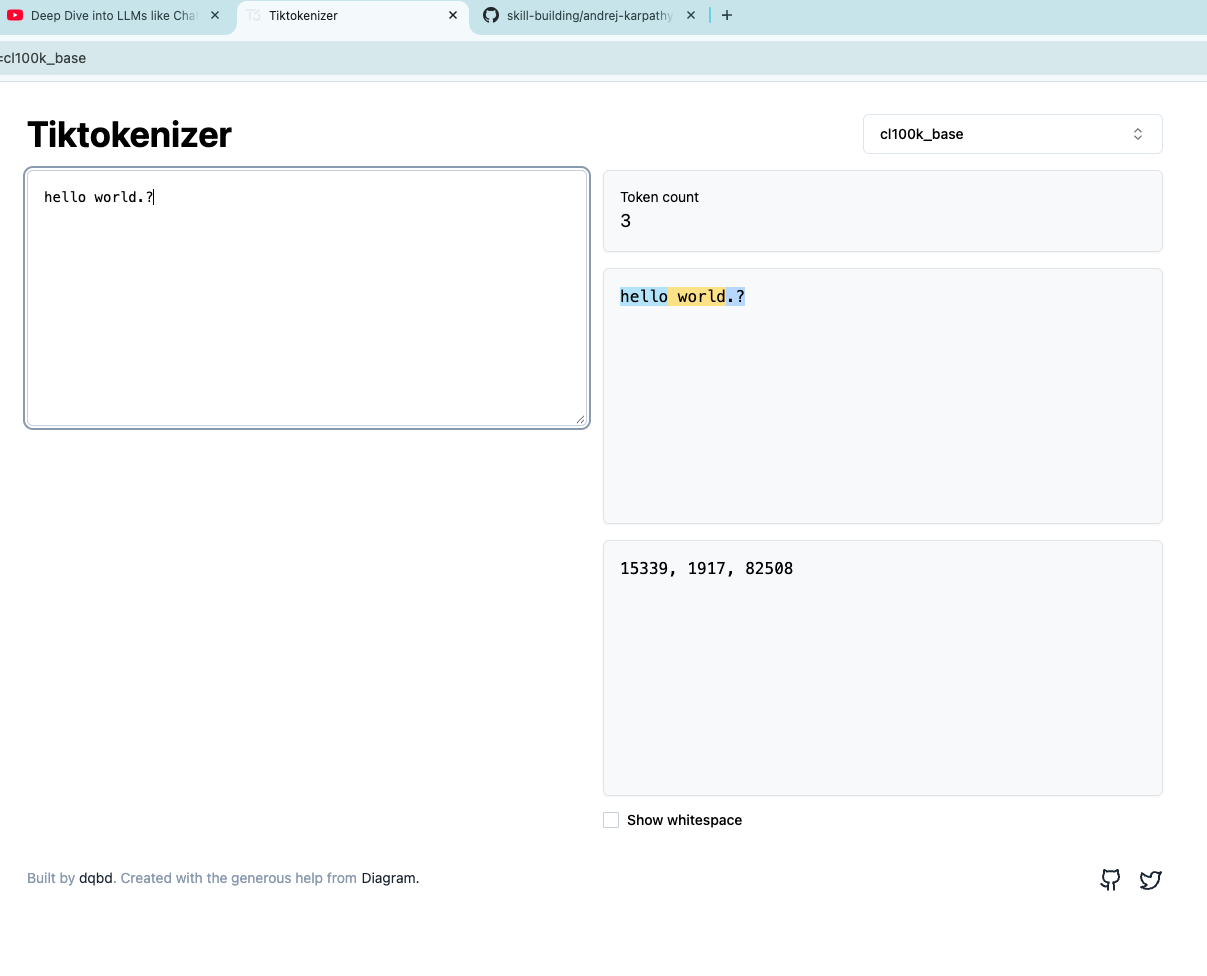 Deep Dive into LLMs like Cha
Tiktokenizer
skill-building/andrej-karpathy
=cl100k_base
Tiktokenizer
cl100k_base
hello world.?
Token count
3
hello world.?
15339, 1917, 82508
Show whitespace
Built by dqbd. Created with the generous help from Diagram.